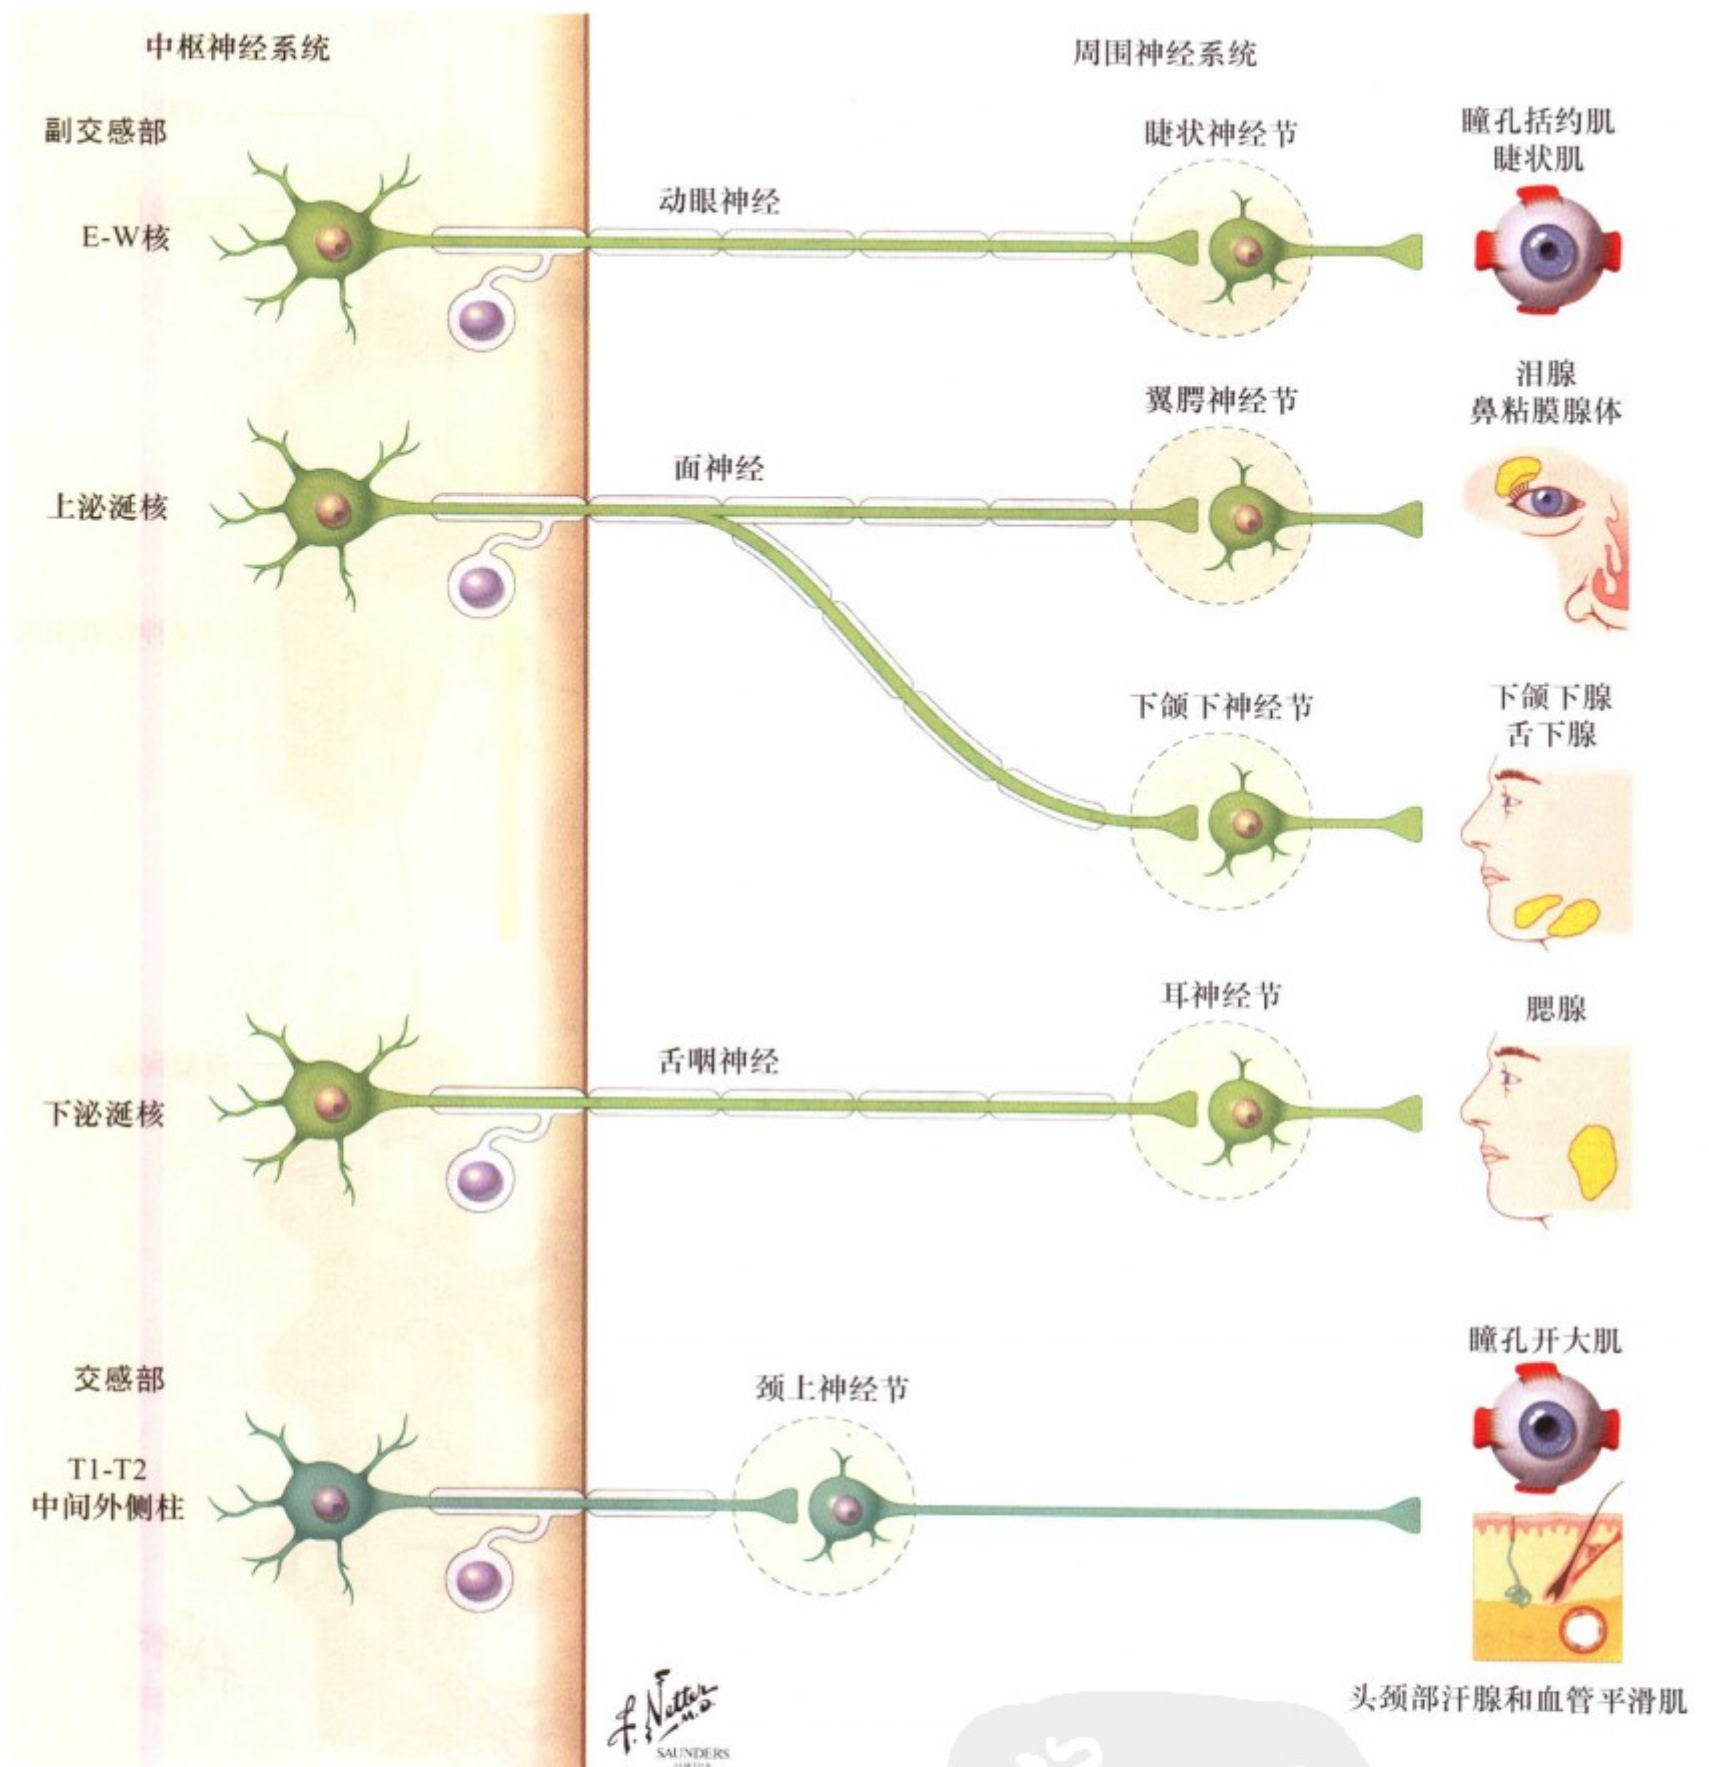 中枢神经系统
周围神经系统
副交感部
睫状神经节
瞳孔括约肌
睫状肌
动眼神经
E-W核
翼腭神经节
泪腺
鼻粘膜腺体
面神经
上泌涎核
下颌下神经节
下颌下腺
舌下腺
耳神经节
腮腺
舌咽神经
下泌涎核
交感部
颈上神经节
瞳孔开大肌
T1-T2
中间外侧柱
头颈部汗腺和血管平滑肌
F. Netter
M.D.
SAUNDERS